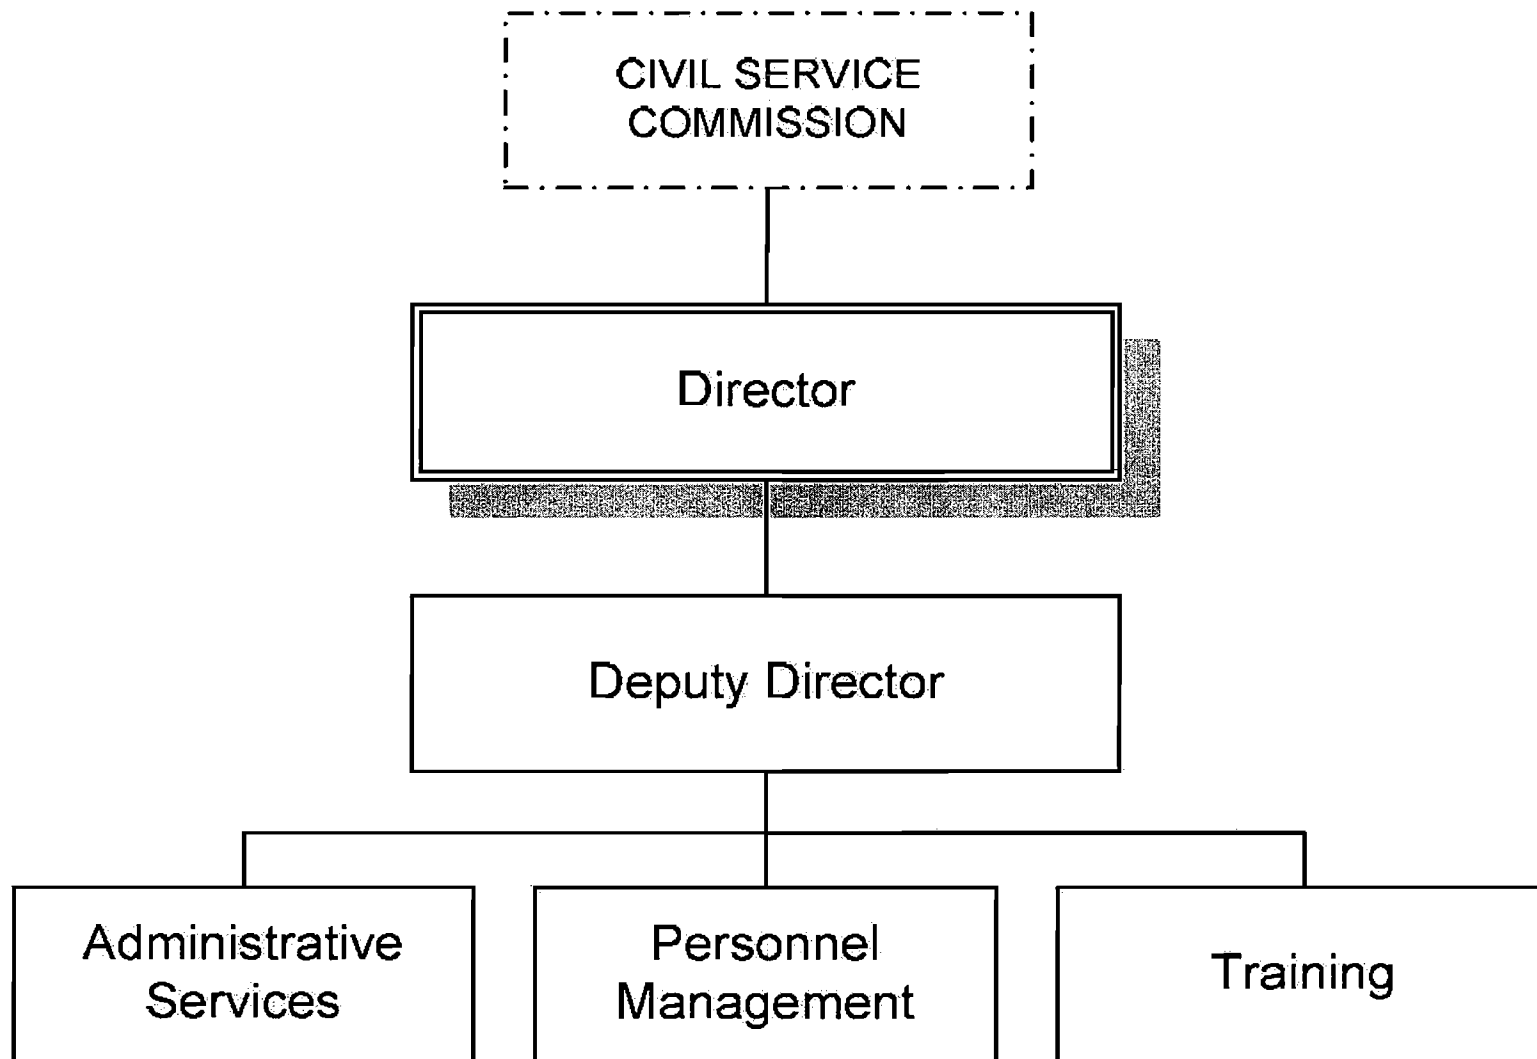 CIVIL SERVICE
COMMISSION
Director
Deputy Director
Administrative
Services
Personnel
Management
Training